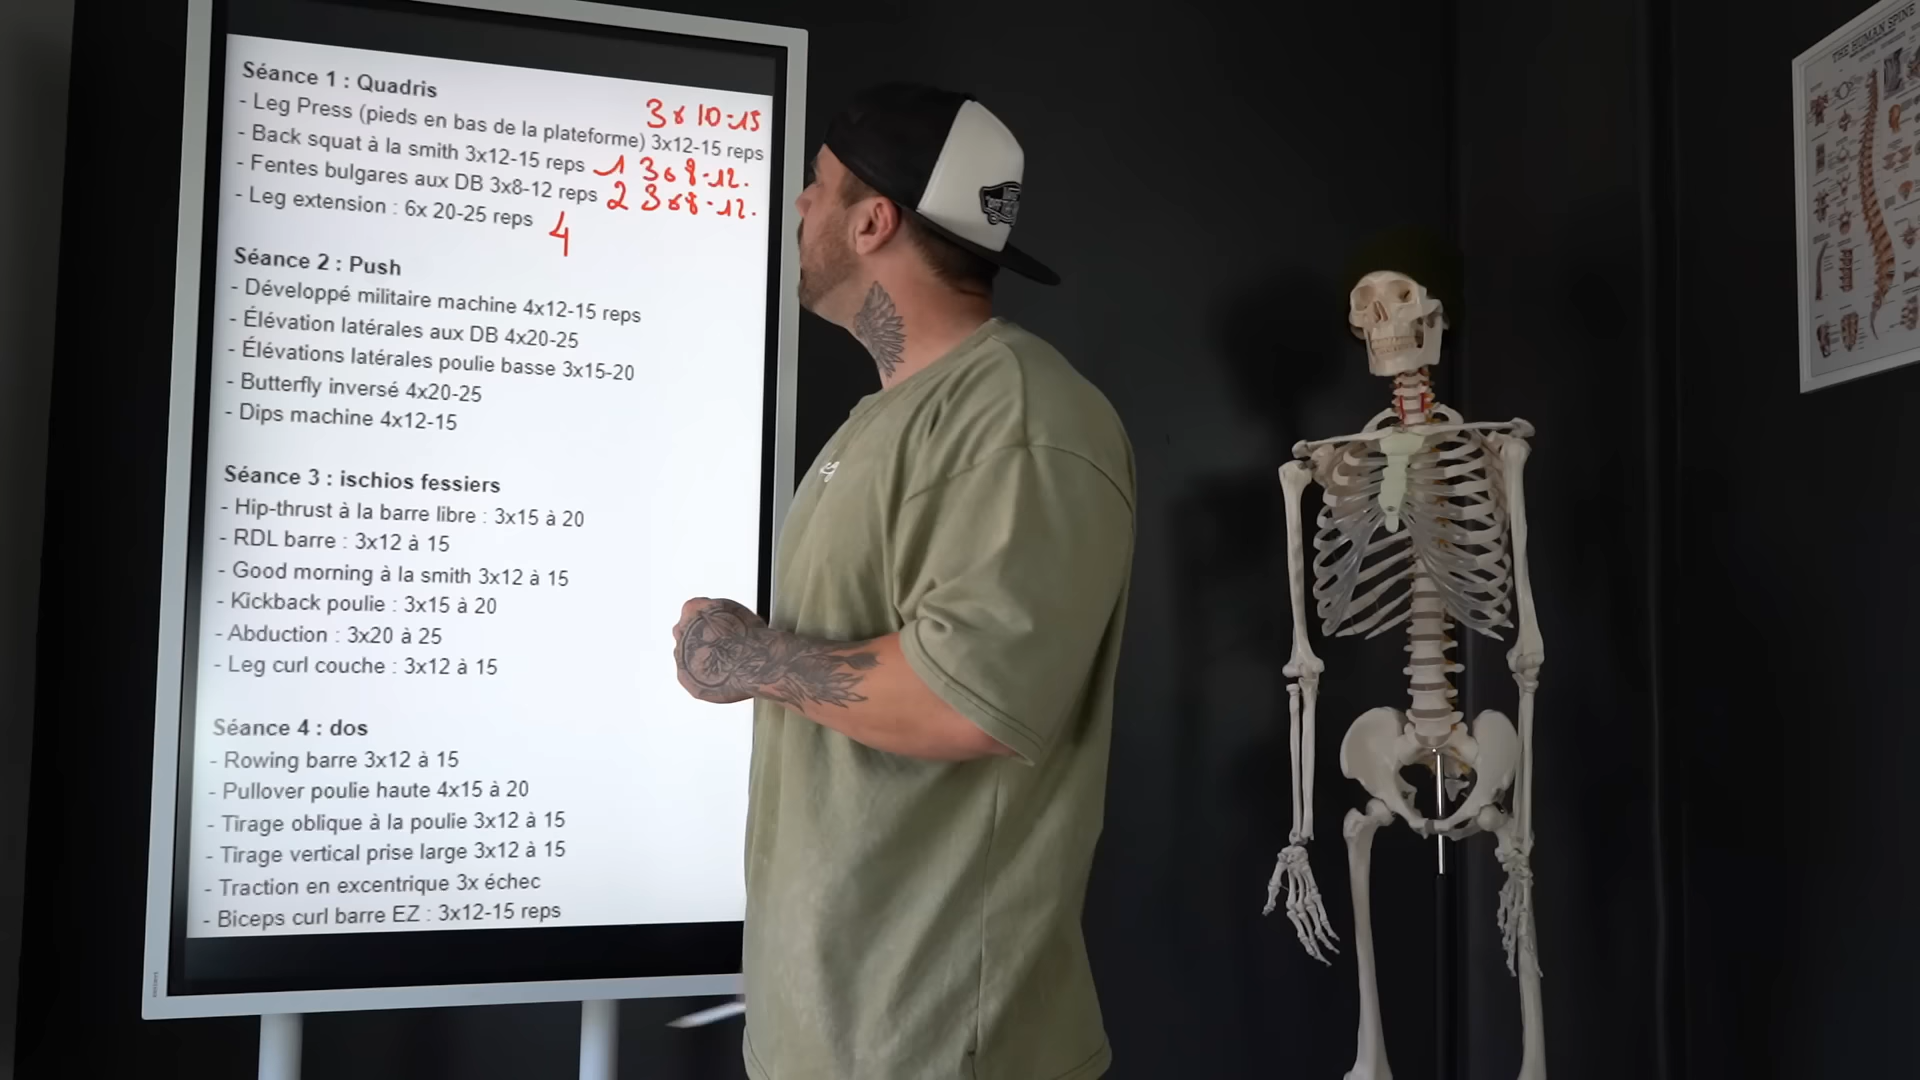 Séance 1 : Quadris
3 x 10-15
- Leg Press (pieds en bas de la plateforme) 3x12-15 reps
- Back squat à la smith 3x12-15 reps 1 3x8-12.
- Fentes bulgares aux DB 3x8-12 reps 2 3x8-12.
- Leg extension : 6x 20-25 reps 4
Séance 2 : Push
- Développé militaire machine 4x12-15 reps
- Élévation latérales aux DB 4x20-25
- Élévations latérales poulie basse 3x15-20
- Butterfly inversé 4x20-25
- Dips machine 4x12-15
Séance 3 : ischios fessiers
- Hip-thrust à la barre libre : 3x15 à 20
- RDL barre : 3x12 à 15
- Good morning à la smith 3x12 à 15
- Kickback poulie : 3x15 à 20
- Abduction : 3x20 à 25
- Leg curl couche : 3x12 à 15
Séance 4 : dos
- Rowing barre 3x12 à 15
- Pullover poulie haute 4x15 à 20
- Tirage oblique à la poulie 3x12 à 15
- Tirage vertical prise large 3x12 à 15
- Traction en excentrique 3x échec
- Biceps curl barre EZ : 3x12-15 reps
THE HUMAN SPINE